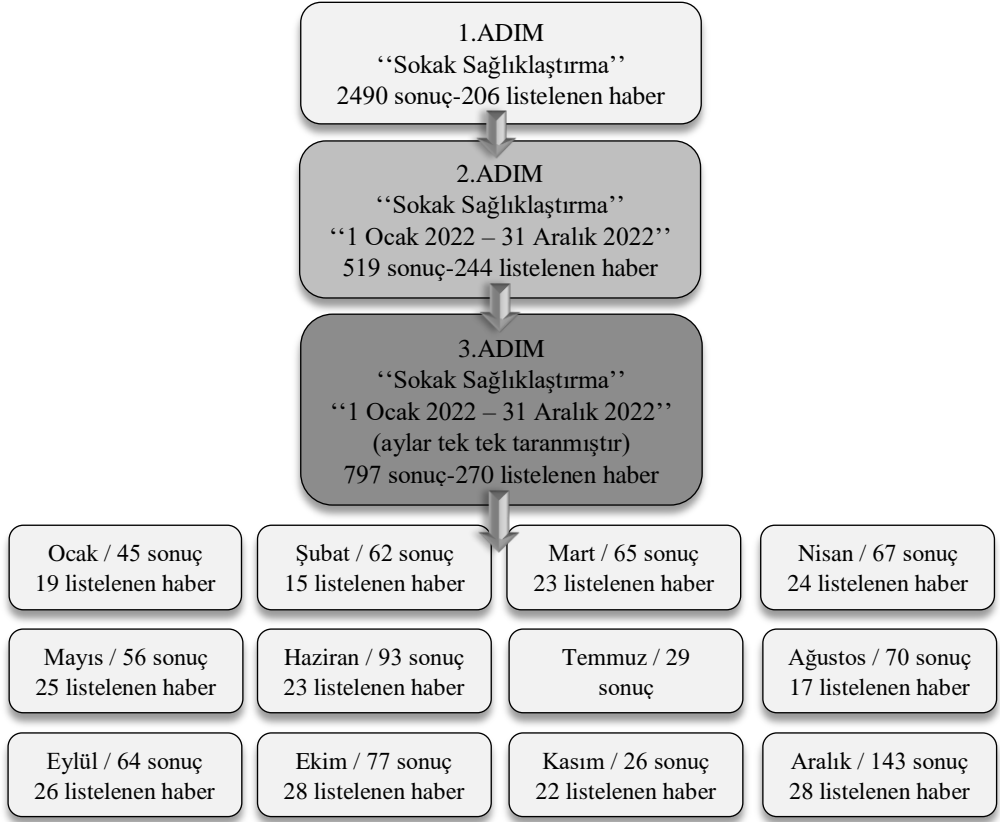 1.ADIM
‘‘Sokak Sağlıklaştırma’’
2490 sonuç-206 listelenen haber
2.ADIM
‘‘Sokak Sağlıklaştırma’’
‘‘1 Ocak 2022 – 31 Aralık 2022’’
519 sonuç-244 listelenen haber
3.ADIM
‘‘Sokak Sağlıklaştırma’’
‘‘1 Ocak 2022 – 31 Aralık 2022’’
(aylar tek tek taranmıştır)
797 sonuç-270 listelenen haber
Ocak / 45 sonuç
19 listelenen haber
Şubat / 62 sonuç
15 listelenen haber
Mart / 65 sonuç
23 listelenen haber
Nisan / 67 sonuç
24 listelenen haber
Mayıs / 56 sonuç
25 listelenen haber
Haziran / 93 sonuç
23 listelenen haber
Temmuz / 29
sonuç
Ağustos / 70 sonuç
17 listelenen haber
Eylül / 64 sonuç
26 listelenen haber
Ekim / 77 sonuç
28 listelenen haber
Kasım / 26 sonuç
22 listelenen haber
Aralık / 143 sonuç
28 listelenen haber